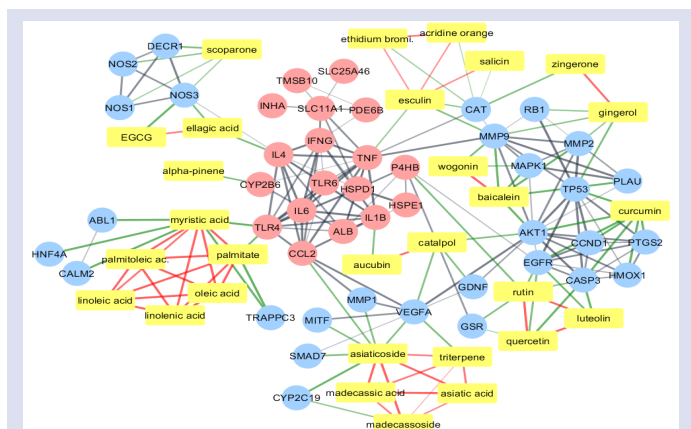 ethidium bromi.
acridine orange
DECR1
scoparone
NOS2
salicin
zingerone
SLC25A46
TMSB10
NOS3
NOS1
esculin
CAT
RB1
gingerol
INHA
SLC11A1
PDE6B
EGCG
ellagic acid
IFNG
MMP9
MMP2
IL4
TNF
alpha-pinene
P4HB
wogonin
MAPK1
PLAU
CYP2B6
TLR6
HSPD1
baicalein
TP53
HSPE1
ABL1
myristic acid
IL6
IL1B
curcumin
TLR4
ALB
AKT1
CCND1
PTGS2
HNF4A
CALM2
palmitoleic ac.
palmitate
CCL2
catalpol
EGFR
aucubin
HMOX1
CASP3
linoleic acid
oleic acid
linolenic acid
TRAPPC3
MMP1
GDNF
rutin
MITF
VEGFA
GSR
luteolin
quercetin
SMAD7
asiaticoside
triterpene
CYP2C19
madecassic acid
asiatic acid
madecassoside